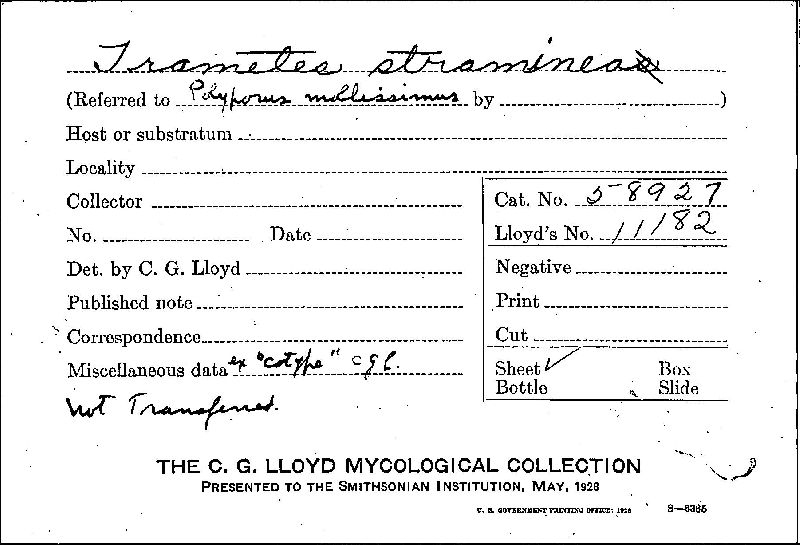 Trametes straminea
(Referred to Polyporus mollissimus by )
Host or substratum
Locality
Collector
Cat. No. 58927
No. Date
Lloyd's No. 11182
Det. by C. G. Lloyd
Negative
Published note
Print
Correspondence
Cut
Miscellaneous data ex "cotype" CGL.
Sheet ✓ Box
Bottle Slide
Not Transferred.
THE C. G. LLOYD MYCOLOGICAL COLLECTION
PRESENTED TO THE SMITHSONIAN INSTITUTION, MAY, 1928
U. S. GOVERNMENT PRINTING OFFICE: 1928 8—6365